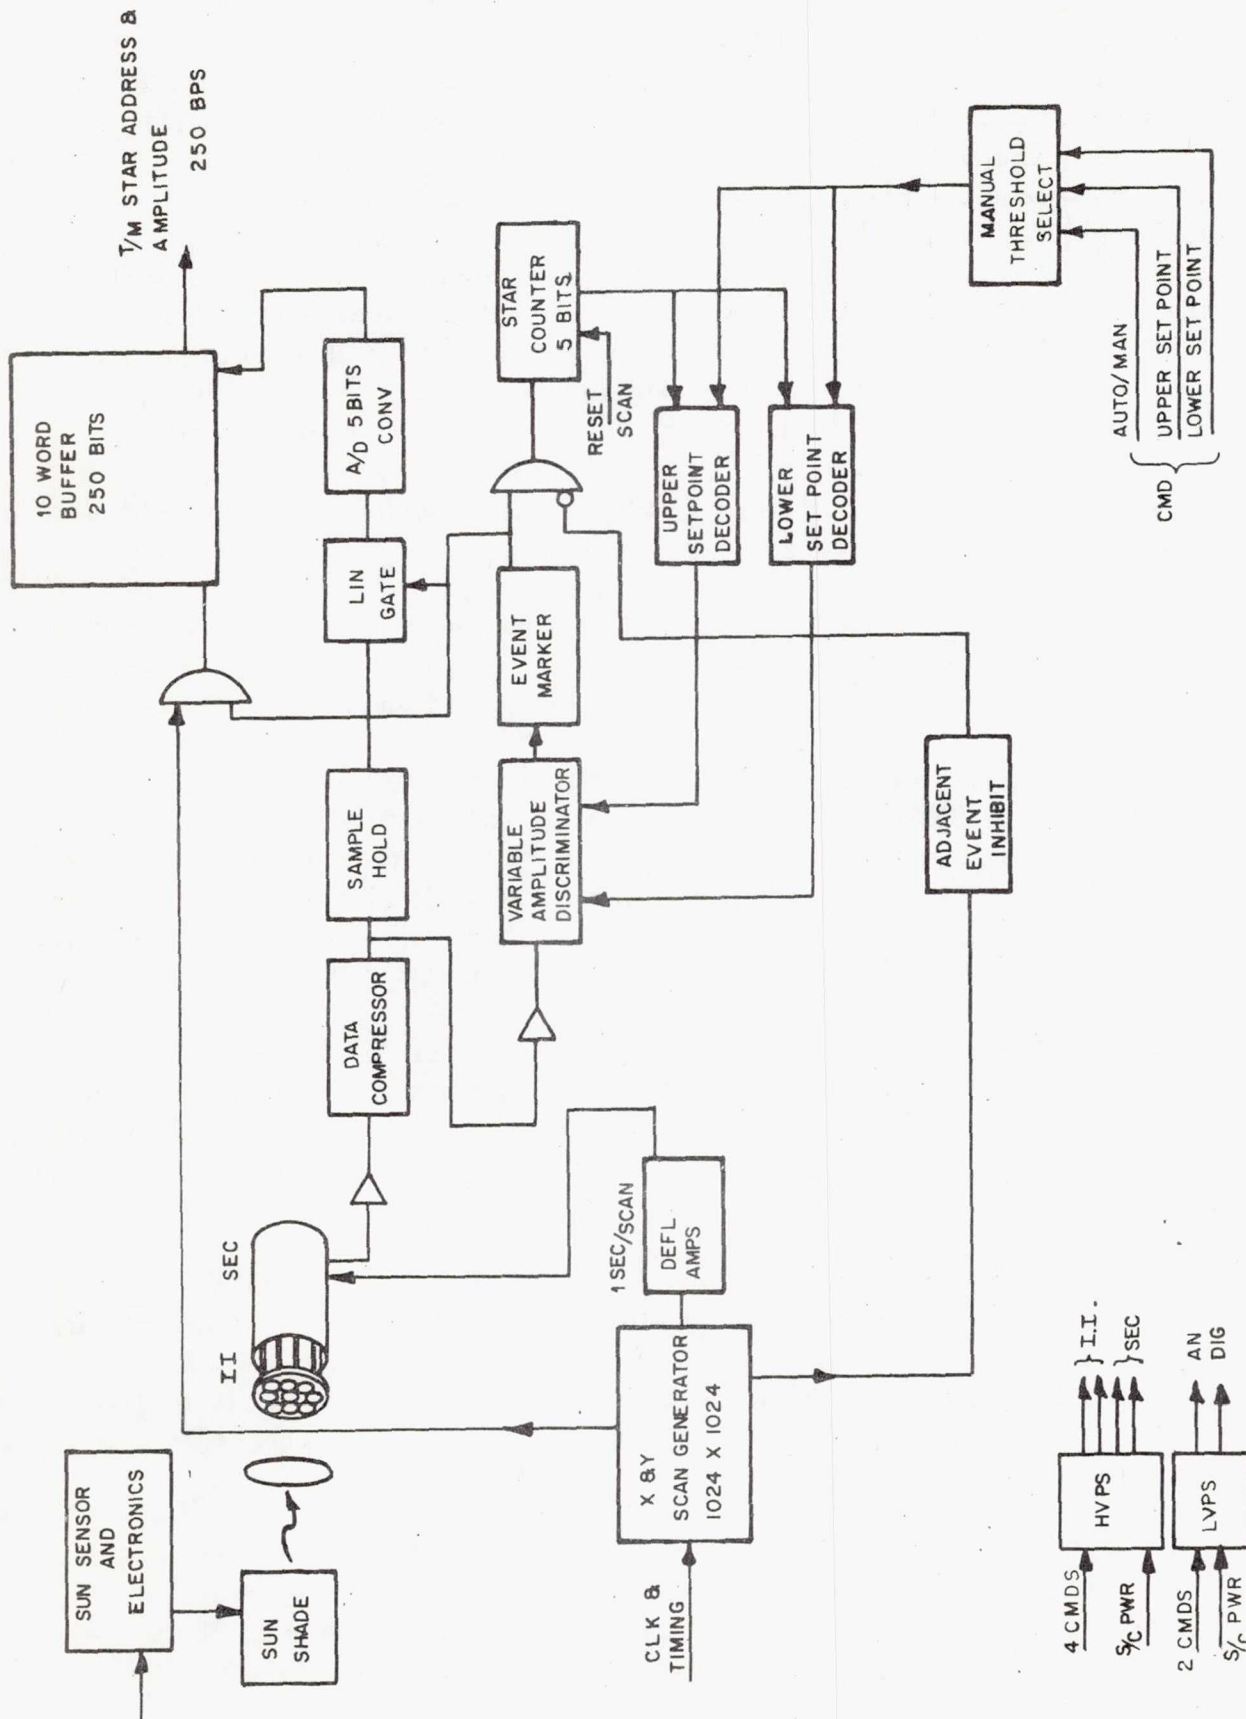 SUN SENSOR
AND
ELECTRONICS
SUN
SHADE
II
SEC
DATA
COMPRESSOR
SAMPLE
HOLD
LIN
GATE
A/D 5 BITS
CONV
10 WORD
BUFFER
250 BITS
T/M STAR ADDRESS &
AMPLITUDE
250 BPS
VARIABLE
AMPLITUDE
DISCRIMINATOR
EVENT
MARKER
STAR
COUNTER
5 BITS
RESET
SCAN
CLK &
TIMING
X & Y
SCAN GENERATOR
1024 X 1024
1 SEC/SCAN
DEFL
AMPS
UPPER
SETPOINT
DECODER
LOWER
SET POINT
DECODER
ADJACENT
EVENT
INHIBIT
MANUAL
THRESHOLD
SELECT
AUTO/MAN
UPPER SET POINT
LOWER SET POINT
CMD
4 CMDS
S/C PWR
HVPS
I.I.
SEC
2 CMDS
S/C PWR
LVPS
AN
DIG